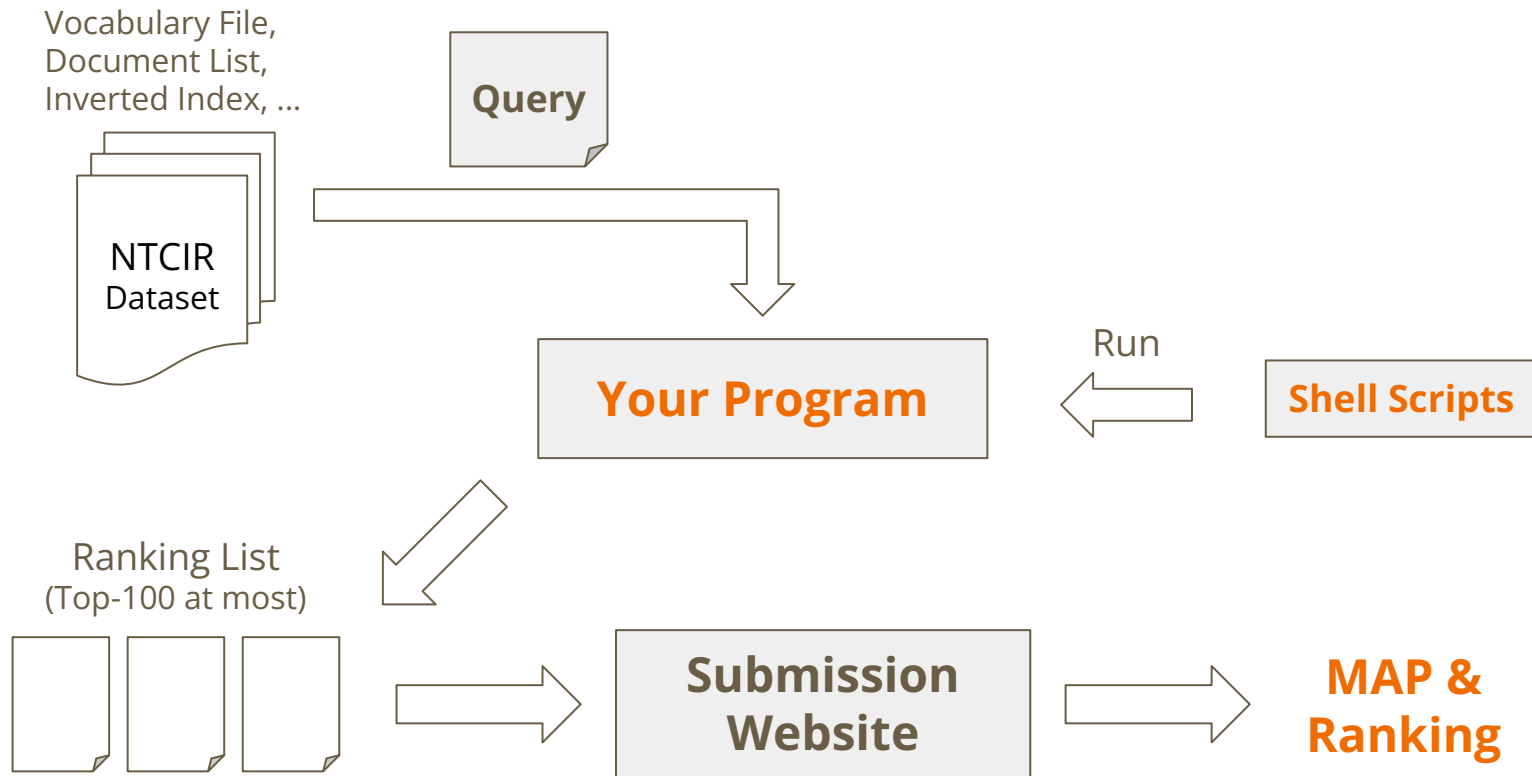 Vocabulary File,
Document List,
Inverted Index, ...
Query
NTCIR
Dataset
Your Program
Run
Shell Scripts
Ranking List
(Top-100 at most)
Submission
Website
MAP &
Ranking